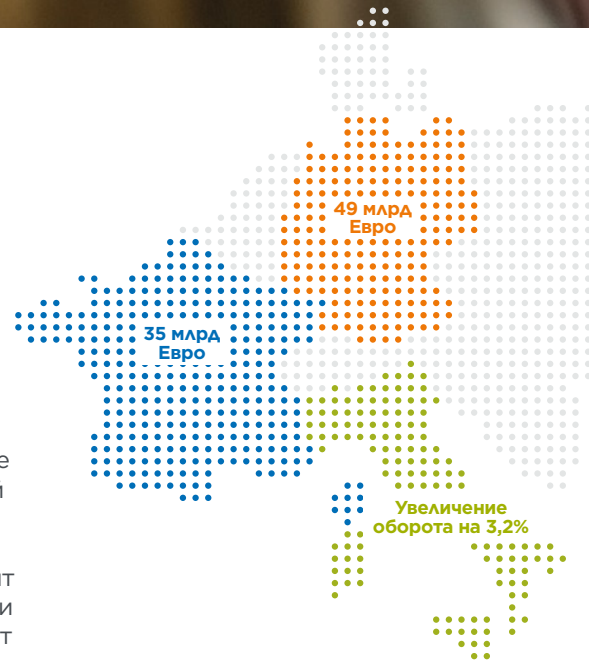 49 млрд
Евро
35 млрд
Евро
е
й
Увеличение
оборота на 3,2%
и
т